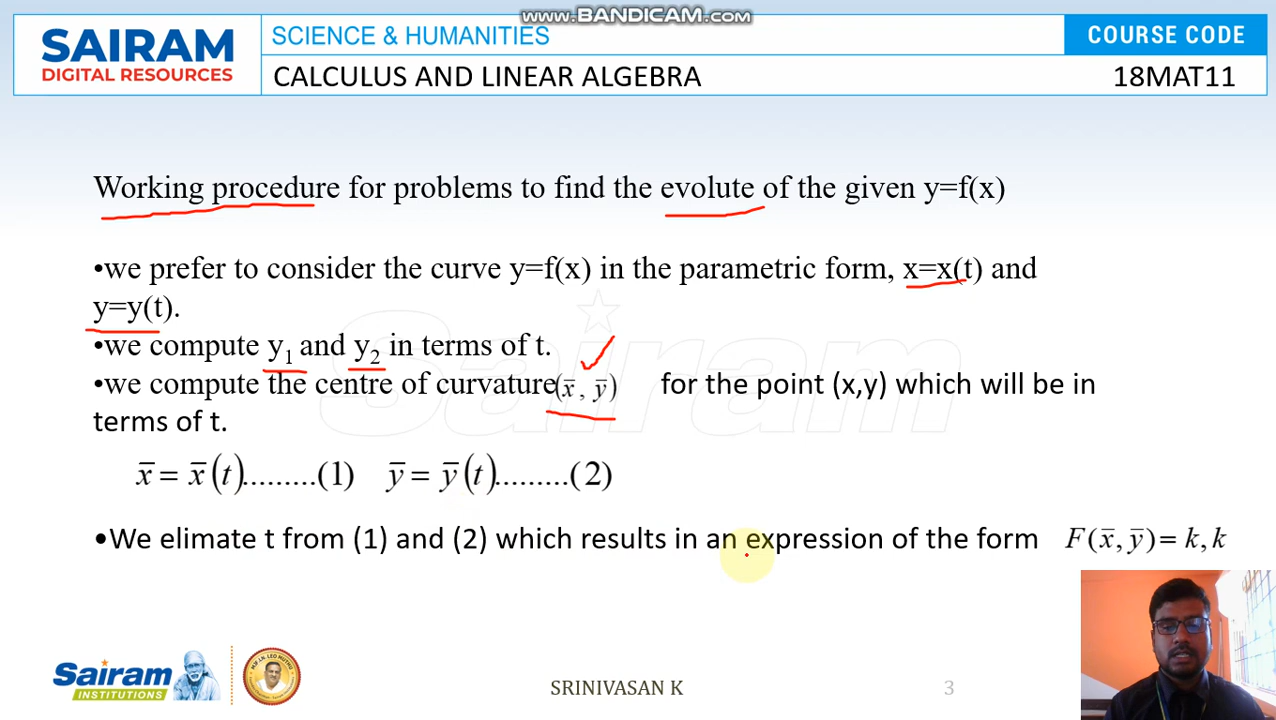 www.BANDICAM.com
SAIRAM
DIGITAL RESOURCES
SCIENCE & HUMANITIES
COURSE CODE
CALCULUS AND LINEAR ALGEBRA
18MAT11
Working procedure for problems to find the evolute of the given y=f(x)
•we prefer to consider the curve y=f(x) in the parametric form, x=x(t) and
y=y(t).
•we compute y₁ and y₂ in terms of t.
•we compute the centre of curvature(x̅, y̅) for the point (x,y) which will be in
terms of t.
x̅ = x̅(t).........(1) y̅ = y̅(t).........(2)
•We elimate t from (1) and (2) which results in an expression of the form F(x̅, y̅) = k, k
Sairam
Sairam
INSTITUTIONS
SRINIVASAN K
3